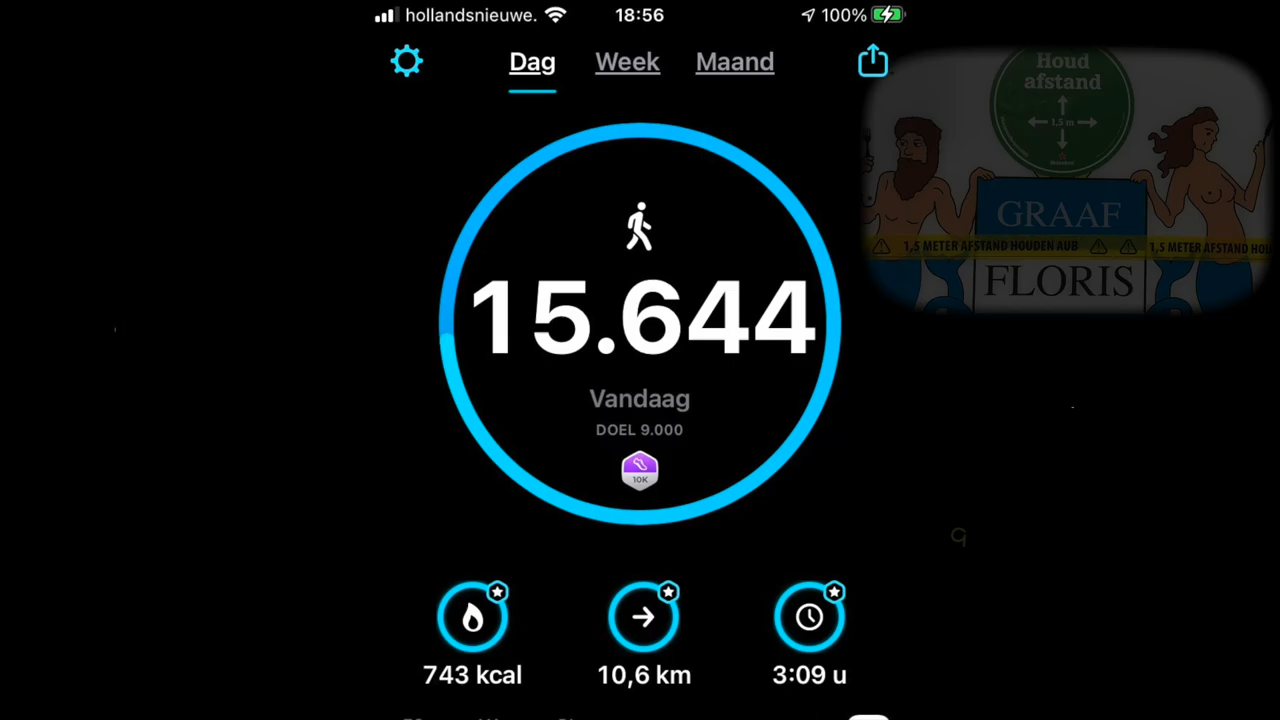 hollandsnieuwe.
18:56
100%
Dag
Week
Maand
15.644
Vandaag
DOEL 9.000
10K
743 kcal
10,6 km
3:09 u
Houd
afstand
1,5 m
Heineken
GRAAF
1,5 METER AFSTAND HOUDEN AUB
1.5 METER AFSTAND HOU
FLORIS